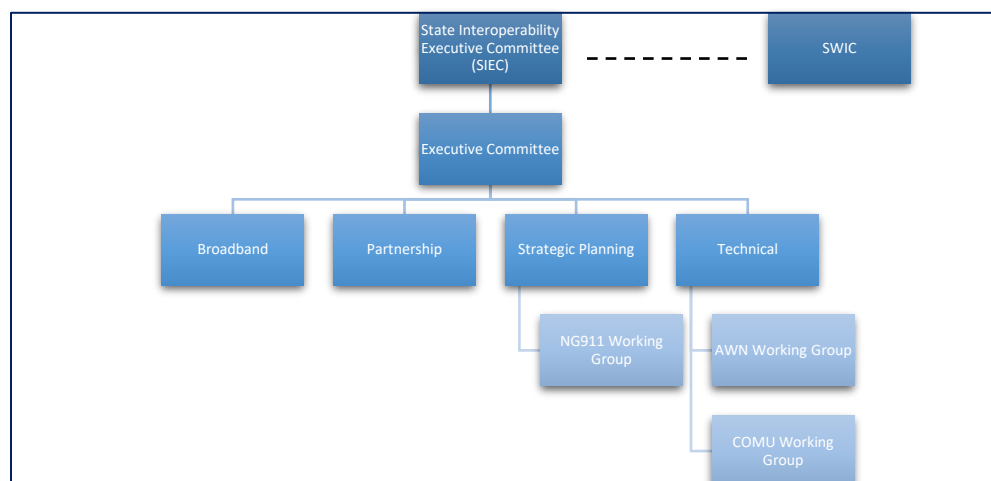 State Interoperability
Executive Committee
(SIEC)
SWIC
Executive Committee
Broadband
Partnership
Strategic Planning
Technical
NG911 Working
Group
AWN Working Group
COMU Working
Group